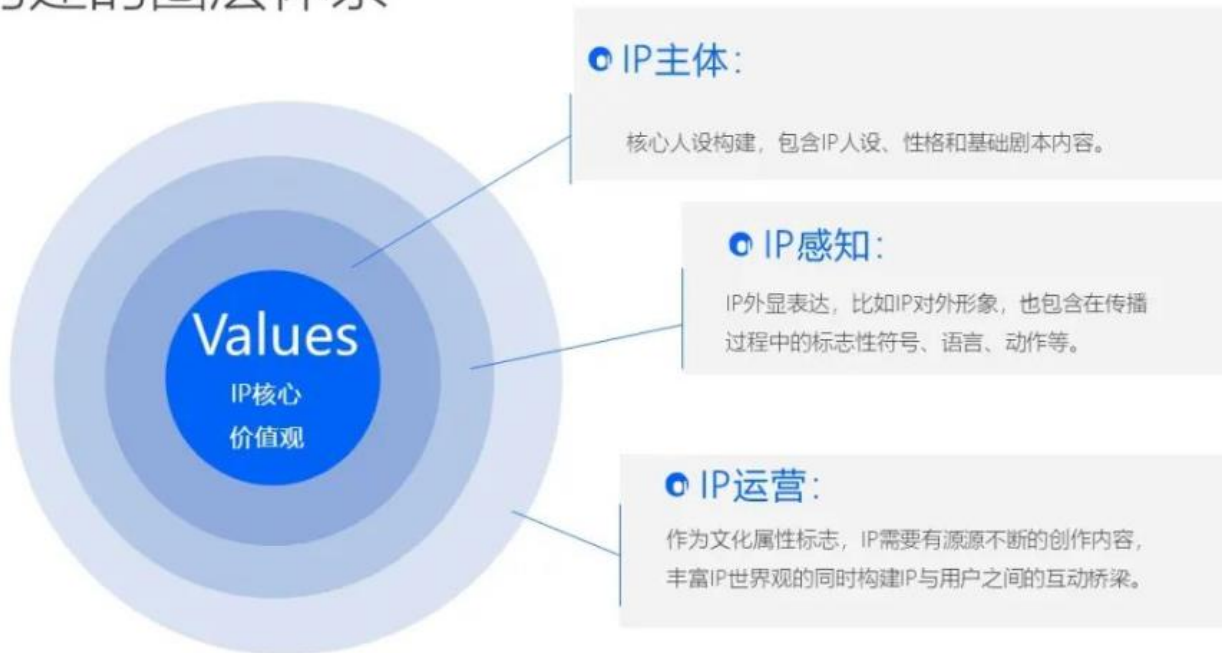 IP主体：
核心人设构建，包含IP人设、性格和基础剧本内容。
IP感知：
IP外显表达，比如IP对外形象，也包含在传播
过程中的标志性符号、语言、动作等。
Values
IP核心
价值观
IP运营：
作为文化属性标志，IP需要有源源不断的创作内容，
丰富IP世界观的同时构建IP与用户之间的互动桥梁。